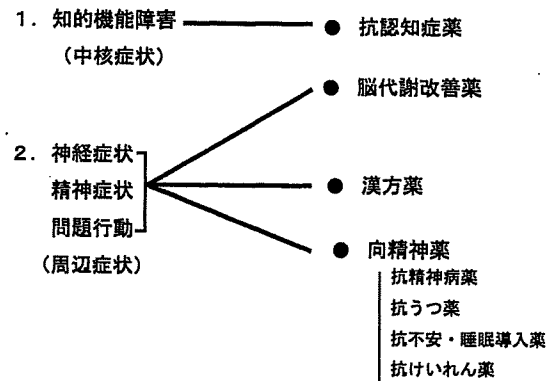 1. 知的機能障害
(中核症状)
● 抗認知症薬
● 脳代謝改善薬
2. 神経症状
精神症状
問題行動
(周辺症状)
● 漢方薬
● 向精神薬
抗精神病薬
抗うつ薬
抗不安・睡眠導入薬
抗けいれん薬